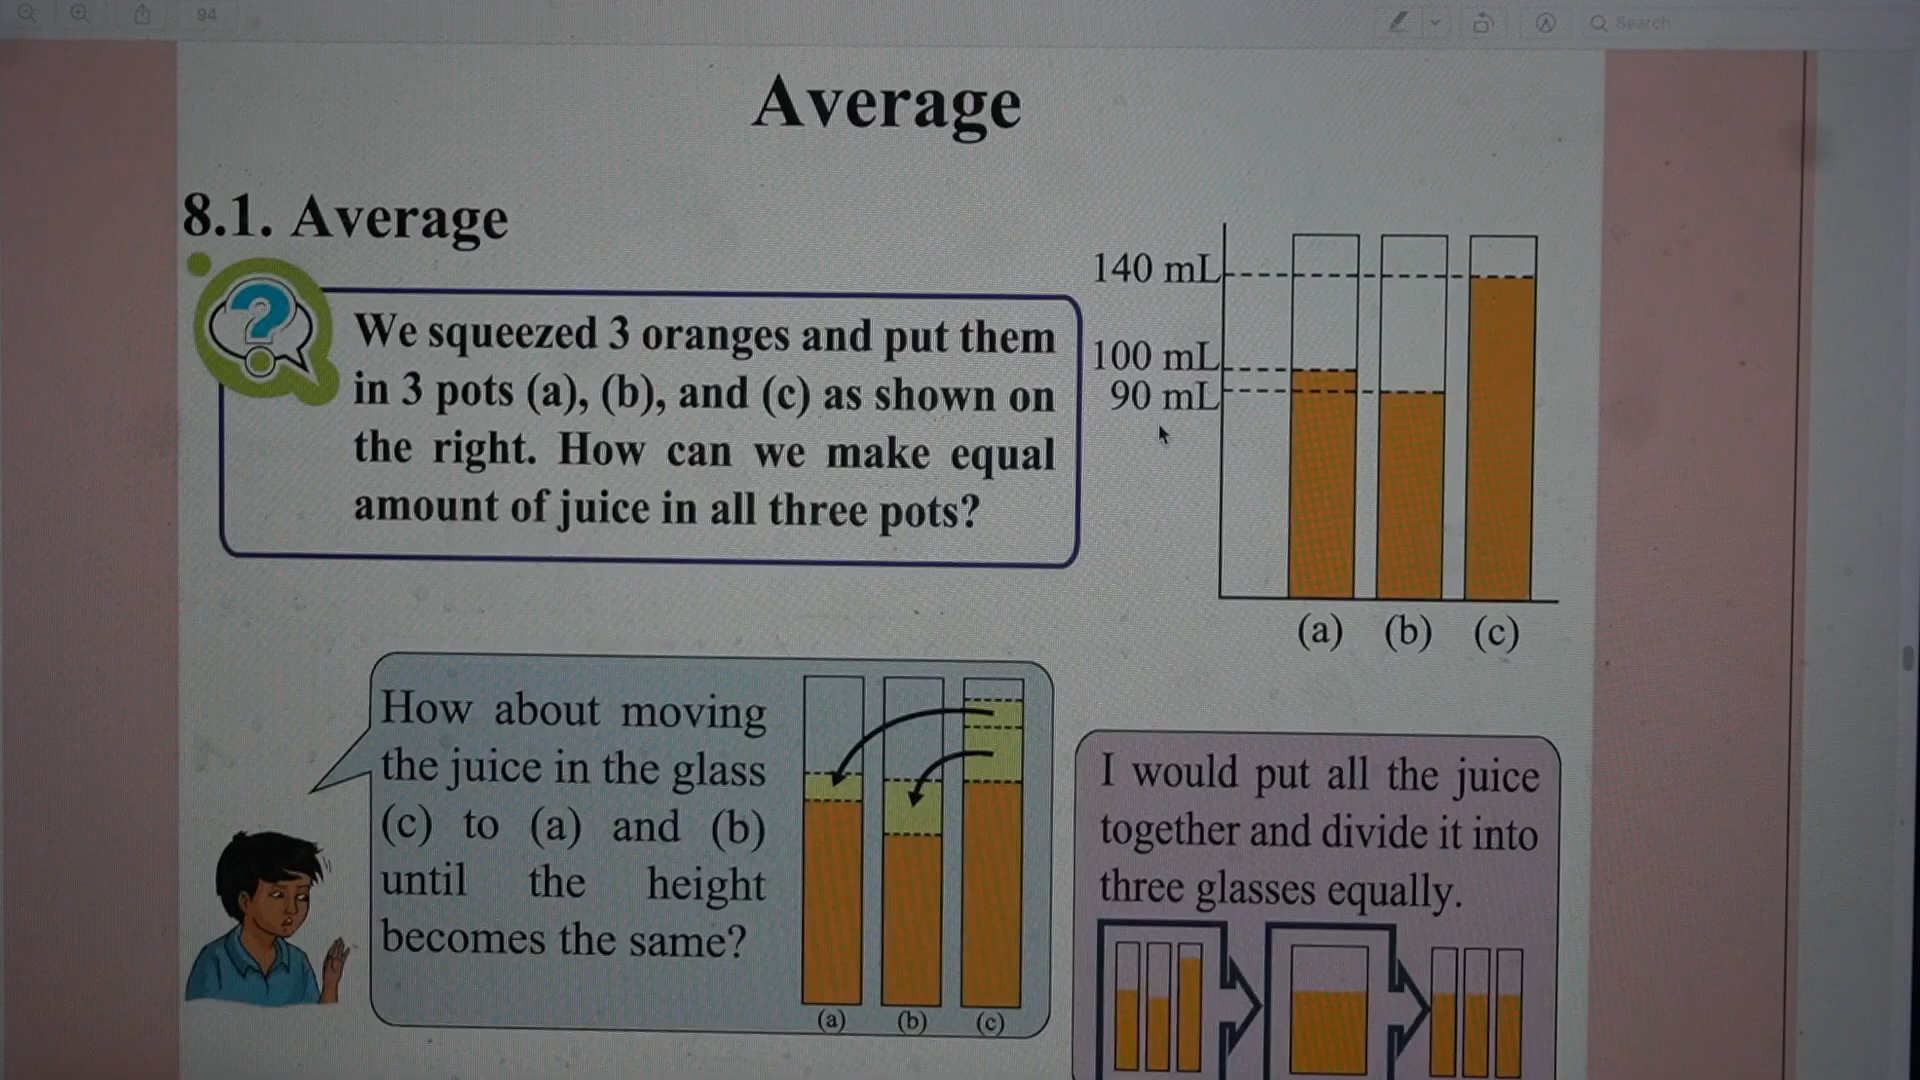 94
Search
Average
8.1. Average
We squeezed 3 oranges and put them
in 3 pots (a), (b), and (c) as shown on
the right. How can we make equal
amount of juice in all three pots?
140 mL
100 mL
90 mL
(a) (b) (c)
How about moving
the juice in the glass
(c) to (a) and (b)
until the height
becomes the same?
(a) (b) (c)
I would put all the juice
together and divide it into
three glasses equally.